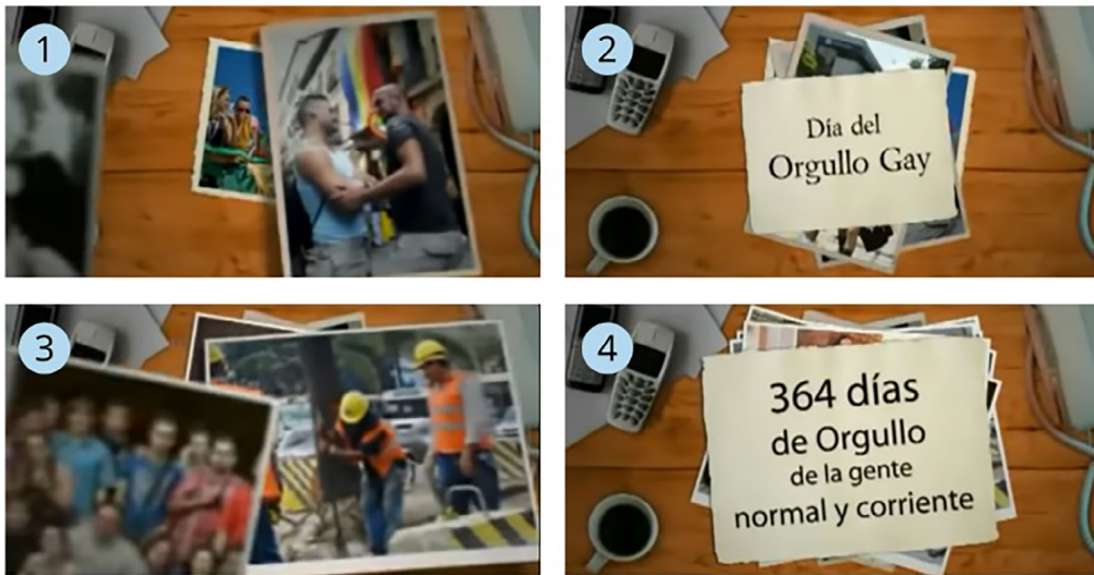 1
2
Día del
Orgullo Gay
3
4
364 días
de Orgullo
de la gente
normal y corriente